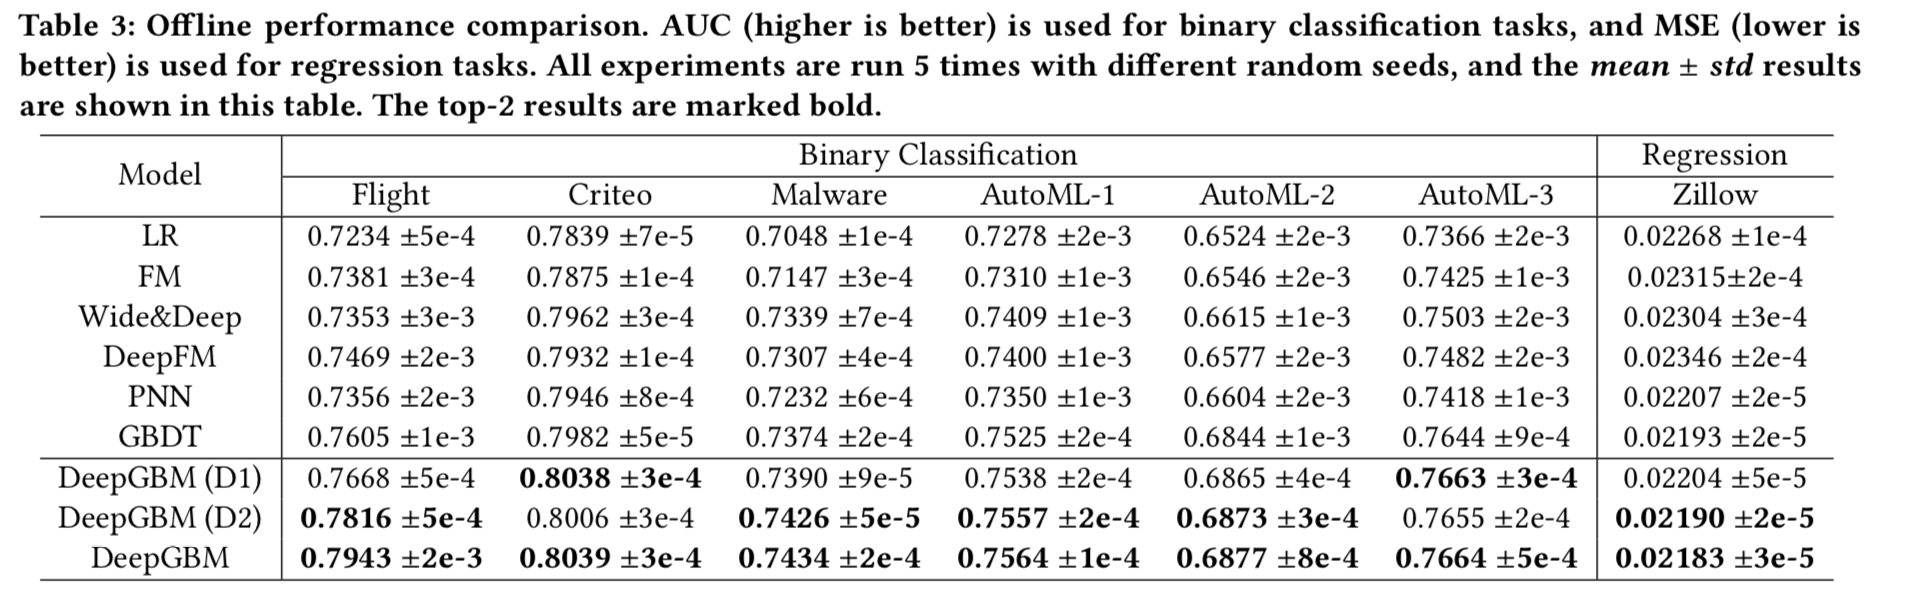 Table 3: Offline performance comparison. AUC (higher is better) is used for binary classification tasks, and MSE (lower is
better) is used for regression tasks. All experiments are run 5 times with different random seeds, and the mean ± std results
are shown in this table. The top-2 results are marked bold.
Model Binary Classification Regression
Flight Criteo Malware AutoML-1 AutoML-2 AutoML-3 Zillow
LR 0.7234 ±5e-4 0.7839 ±7e-5 0.7048 ±1e-4 0.7278 ±2e-3 0.6524 ±2e-3 0.7366 ±2e-3 0.02268 ±1e-4
FM 0.7381 ±3e-4 0.7875 ±1e-4 0.7147 ±3e-4 0.7310 ±1e-3 0.6546 ±2e-3 0.7425 ±1e-3 0.02315±2e-4
Wide&Deep 0.7353 ±3e-3 0.7962 ±3e-4 0.7339 ±7e-4 0.7409 ±1e-3 0.6615 ±1e-3 0.7503 ±2e-3 0.02304 ±3e-4
DeepFM 0.7469 ±2e-3 0.7932 ±1e-4 0.7307 ±4e-4 0.7400 ±1e-3 0.6577 ±2e-3 0.7482 ±2e-3 0.02346 ±2e-4
PNN 0.7356 ±2e-3 0.7946 ±8e-4 0.7232 ±6e-4 0.7350 ±1e-3 0.6604 ±2e-3 0.7418 ±1e-3 0.02207 ±2e-5
GBDT 0.7605 ±1e-3 0.7982 ±5e-5 0.7374 ±2e-4 0.7525 ±2e-4 0.6844 ±1e-3 0.7644 ±9e-4 0.02193 ±2e-5
DeepGBM (D1) 0.7668 ±5e-4 0.8038 ±3e-4 0.7390 ±9e-5 0.7538 ±2e-4 0.6865 ±4e-4 0.7663 ±3e-4 0.02204 ±5e-5
DeepGBM (D2) 0.7816 ±5e-4 0.8006 ±3e-4 0.7426 ±5e-5 0.7557 ±2e-4 0.6873 ±3e-4 0.7655 ±2e-4 0.02190 ±2e-5
DeepGBM 0.7943 ±2e-3 0.8039 ±3e-4 0.7434 ±2e-4 0.7564 ±1e-4 0.6877 ±8e-4 0.7664 ±5e-4 0.02183 ±3e-5